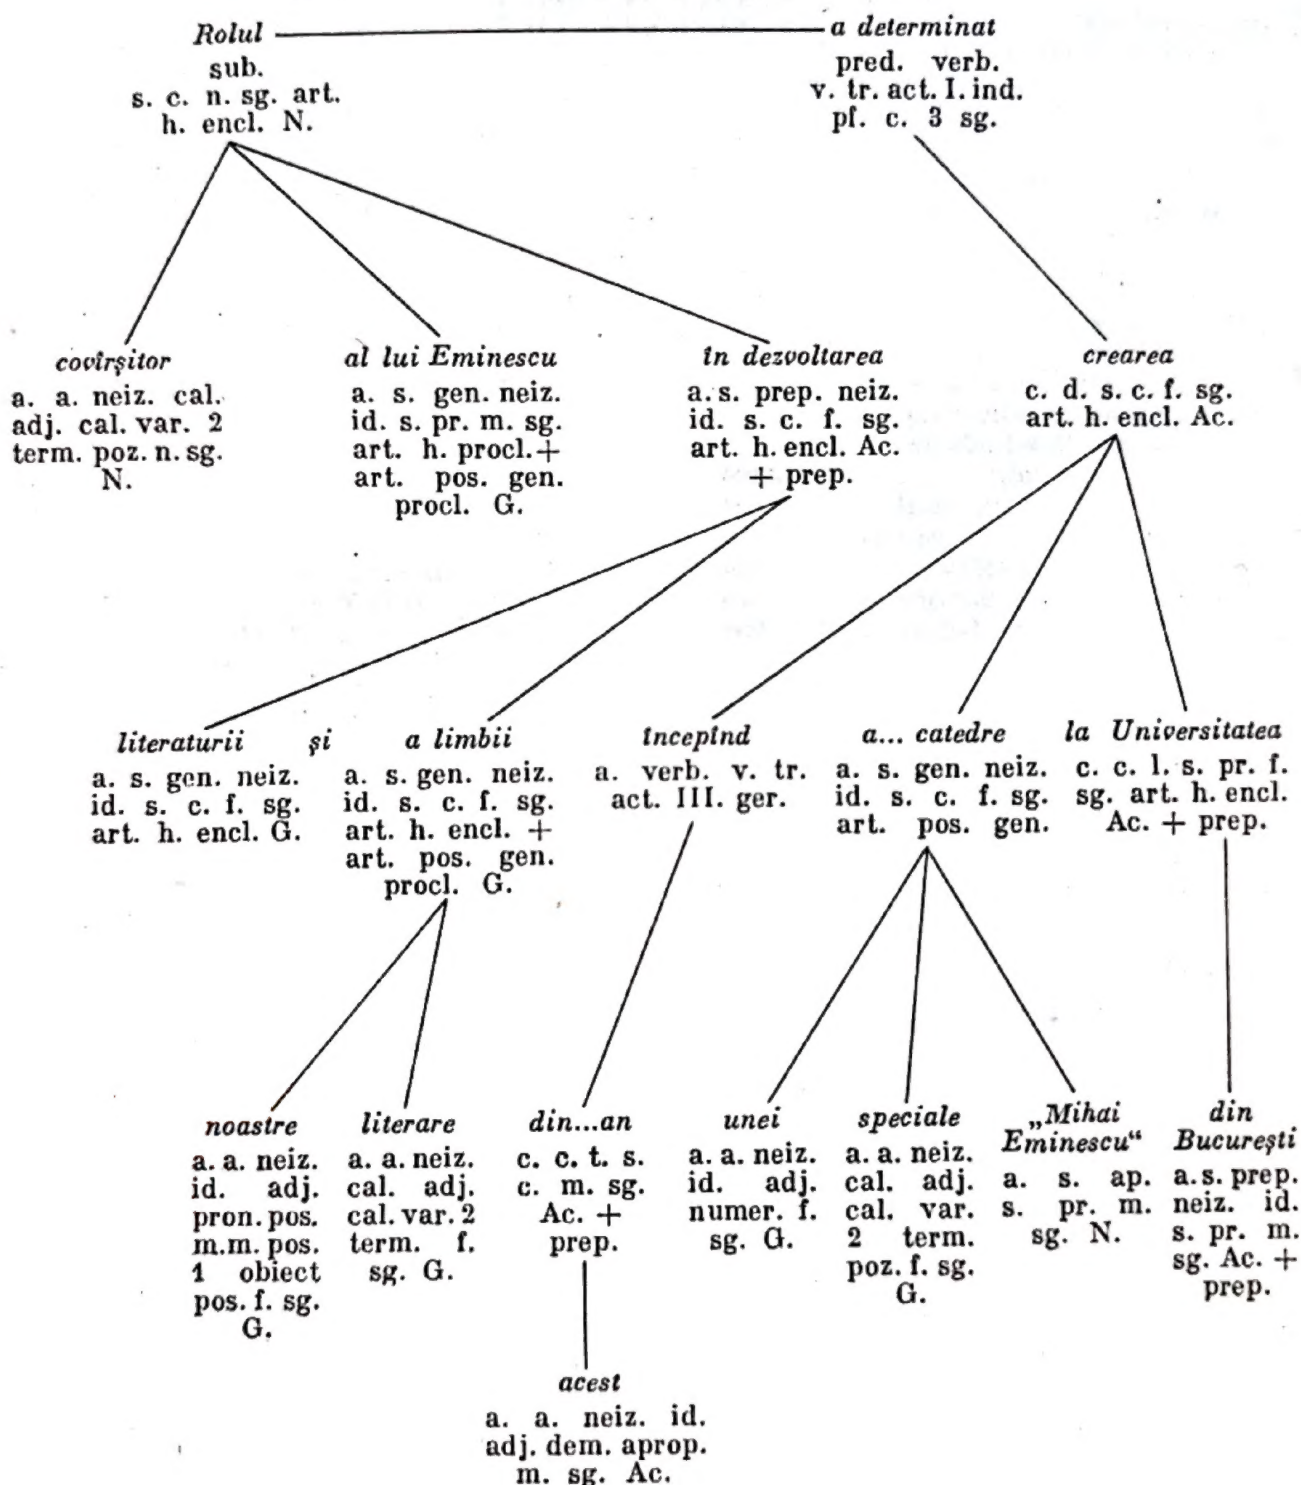 Rolul
a determinat
sub.
s. c. n. sg. art.
h. encl. N.
pred. verb.
v. tr. act. I. ind.
pf. c. 3 sg.
covîrşitor
a. a. neiz. cal.
adj. cal. var. 2
term. poz. n. sg.
N.
al lui Eminescu
a. s. gen. neiz.
id. s. pr. m. sg.
art. h. procl.+
art. pos. gen.
procl. G.
în dezvoltarea
a. s. prep. neiz.
id. s. c. f. sg.
art. h. encl. Ac.
+ prep.
crearea
c. d. s. c. f. sg.
art. h. encl. Ac.
literaturii
a. s. gen. neiz.
id. s. c. f. sg.
art. h. encl. G.
şi
a limbii
a. s. gen. neiz.
id. s. c. f. sg.
art. h. encl. +
art. pos. gen.
procl. G.
începînd
a. verb. v. tr.
act. III. ger.
a... catedre
a. s. gen. neiz.
id. s. c. f. sg.
art. pos. gen.
la Universitatea
c. c. l. s. pr. f.
sg. art. h. encl.
Ac. + prep.
noastre
a. a. neiz.
id. adj.
pron. pos.
m.m. pos.
1 obiect
pos. f. sg.
G.
literare
a. a. neiz.
cal. adj.
cal. var. 2
term. f.
sg. G.
din...an
c. c. t. s.
c. m. sg.
Ac. +
prep.
unei
a. a. neiz.
id. adj.
numer. f.
sg. G.
speciale
a. a. neiz.
cal. adj.
cal. var.
2 term.
poz. f. sg.
G.
„Mihai
Eminescu“
a. s. ap.
s. pr. m.
sg. N.
din
Bucureşti
a. s. prep.
neiz. id.
s. pr. m.
sg. Ac. +
prep.
acest
a. a. neiz. id.
adj. dem. aprop.
m. sg. Ac.